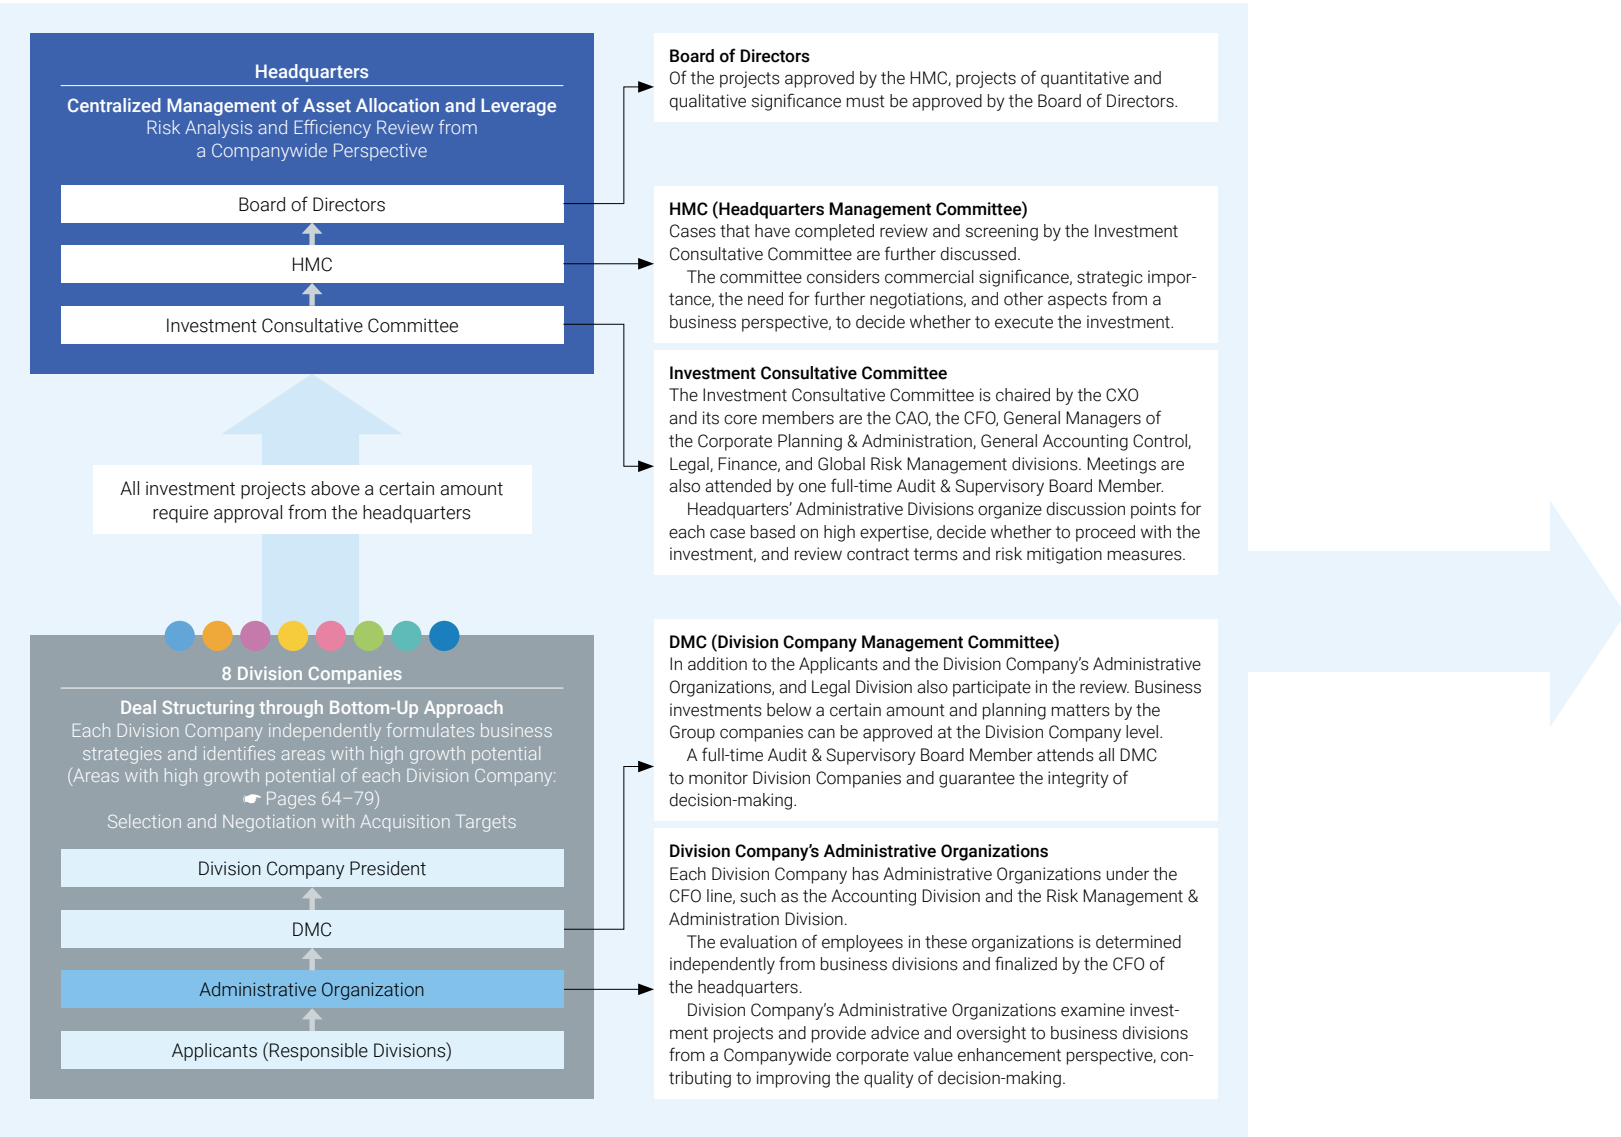 Headquarters
Centralized Management of Asset Allocation and Leverage
Risk Analysis and Efficiency Review from
a Companywide Perspective
Board of Directors
HMC
Investment Consultative Committee
All investment projects above a certain amount
require approval from the headquarters
8 Division Companies
Deal Structuring through Bottom-Up Approach
Each Division Company independently formulates business
strategies and identifies areas with high growth potential
(Areas with high growth potential of each Division Company:
☛ Pages 64–79)
Selection and Negotiation with Acquisition Targets
Division Company President
DMC
Administrative Organization
Applicants (Responsible Divisions)
Board of Directors
Of the projects approved by the HMC, projects of quantitative and
qualitative significance must be approved by the Board of Directors.
HMC (Headquarters Management Committee)
Cases that have completed review and screening by the Investment
Consultative Committee are further discussed.
The committee considers commercial significance, strategic impor-
tance, the need for further negotiations, and other aspects from a
business perspective, to decide whether to execute the investment.
Investment Consultative Committee
The Investment Consultative Committee is chaired by the CXO
and its core members are the CAO, the CFO, General Managers of
the Corporate Planning & Administration, General Accounting Control,
Legal, Finance, and Global Risk Management divisions. Meetings are
also attended by one full-time Audit & Supervisory Board Member.
Headquarters' Administrative Divisions organize discussion points for
each case based on high expertise, decide whether to proceed with the
investment, and review contract terms and risk mitigation measures.
DMC (Division Company Management Committee)
In addition to the Applicants and the Division Company's Administrative
Organizations, and Legal Division also participate in the review. Business
investments below a certain amount and planning matters by the
Group companies can be approved at the Division Company level.
A full-time Audit & Supervisory Board Member attends all DMC
to monitor Division Companies and guarantee the integrity of
decision-making.
Division Company's Administrative Organizations
Each Division Company has Administrative Organizations under the
CFO line, such as the Accounting Division and the Risk Management &
Administration Division.
The evaluation of employees in these organizations is determined
independently from business divisions and finalized by the CFO of
the headquarters.
Division Company's Administrative Organizations examine invest-
ment projects and provide advice and oversight to business divisions
from a Companywide corporate value enhancement perspective, con-
tributing to improving the quality of decision-making.